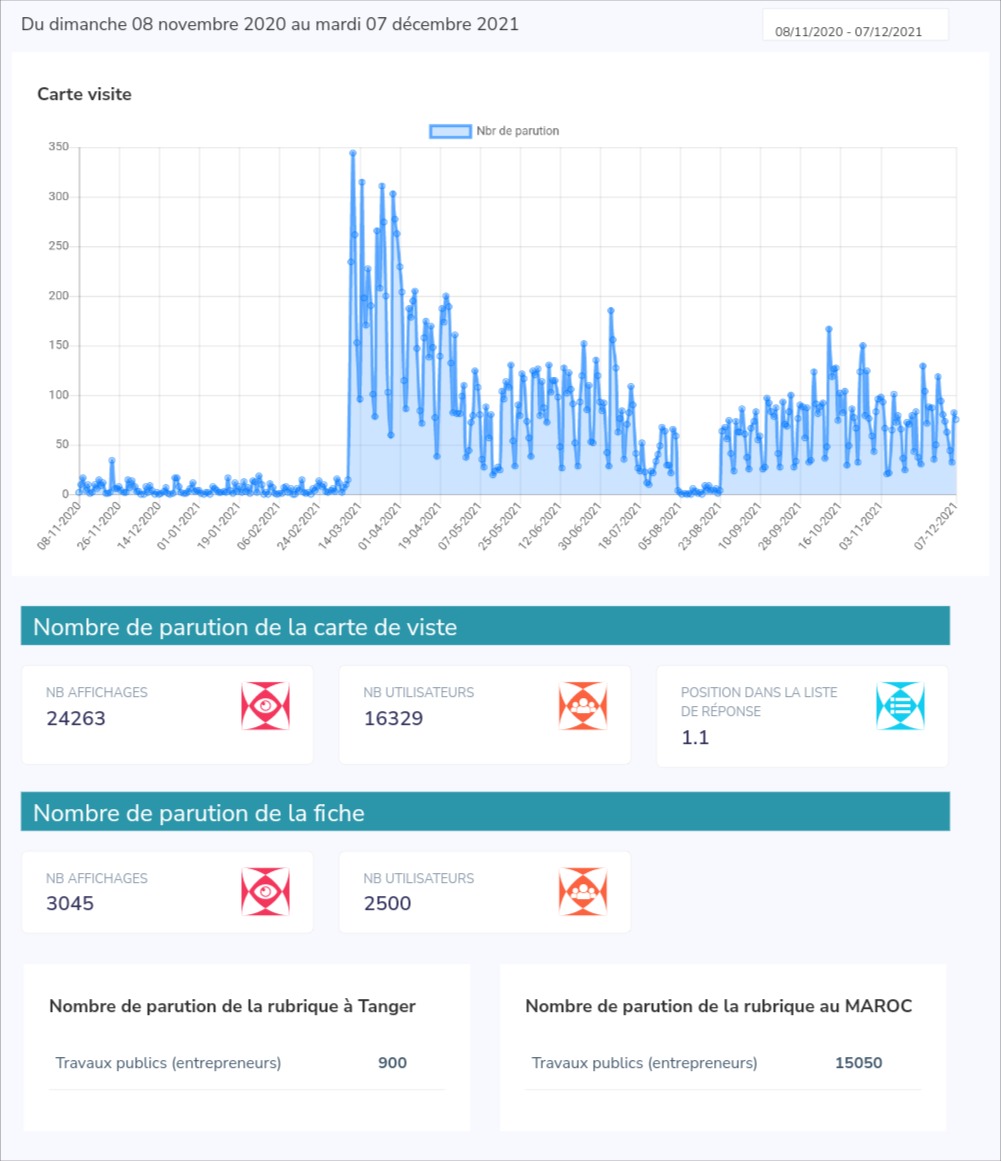 Du dimanche 08 novembre 2020 au mardi 07 décembre 2021
08/11/2020 - 07/12/2021
Carte visite
Nbr de parution
350
300
250
200
150
100
50
0
08-11-2020
26-11-2020
14-12-2020
01-01-2021
19-01-2021
06-02-2021
24-02-2021
14-03-2021
01-04-2021
19-04-2021
07-05-2021
25-05-2021
12-06-2021
30-06-2021
18-07-2021
05-08-2021
23-08-2021
10-09-2021
28-09-2021
16-10-2021
03-11-2021
07-12-2021
Nombre de parution de la carte de viste
NB AFFICHAGES
24263
NB UTILISATEURS
16329
POSITION DANS LA LISTE
DE RÉPONSE
1.1
Nombre de parution de la fiche
NB AFFICHAGES
3045
NB UTILISATEURS
2500
Nombre de parution de la rubrique à Tanger
Travaux publics (entrepreneurs) 900
Nombre de parution de la rubrique au MAROC
Travaux publics (entrepreneurs) 15050